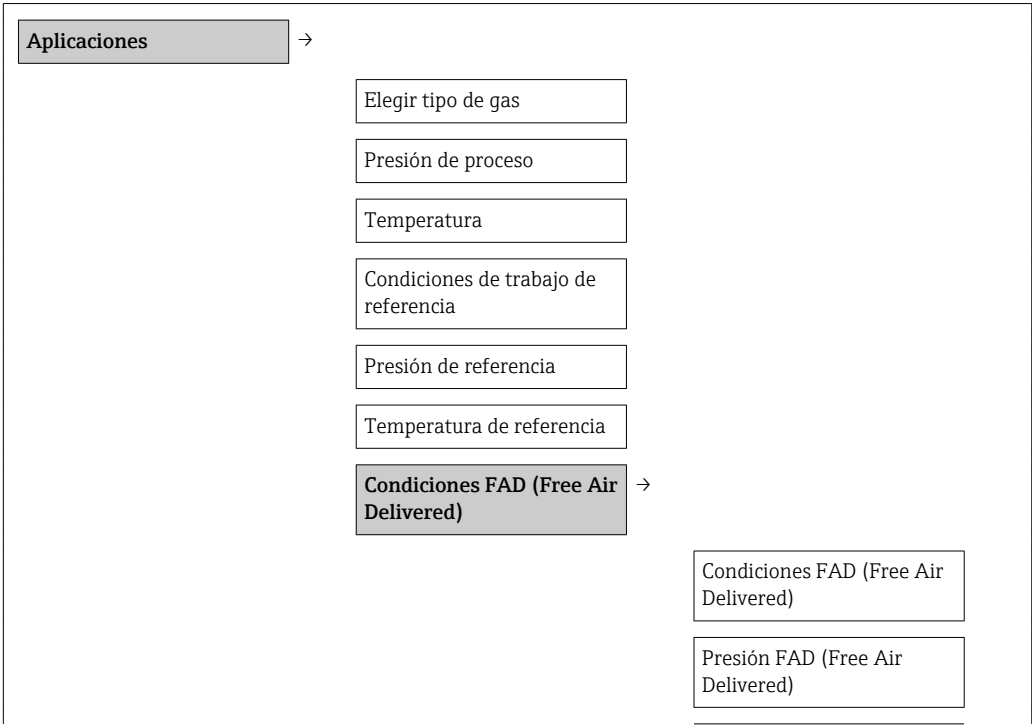 Aplicaciones →
Elegir tipo de gas
Presión de proceso
Temperatura
Condiciones de trabajo de
referencia
Presión de referencia
Temperatura de referencia
Condiciones FAD (Free Air →
Delivered)
Condiciones FAD (Free Air
Delivered)
Presión FAD (Free Air
Delivered)